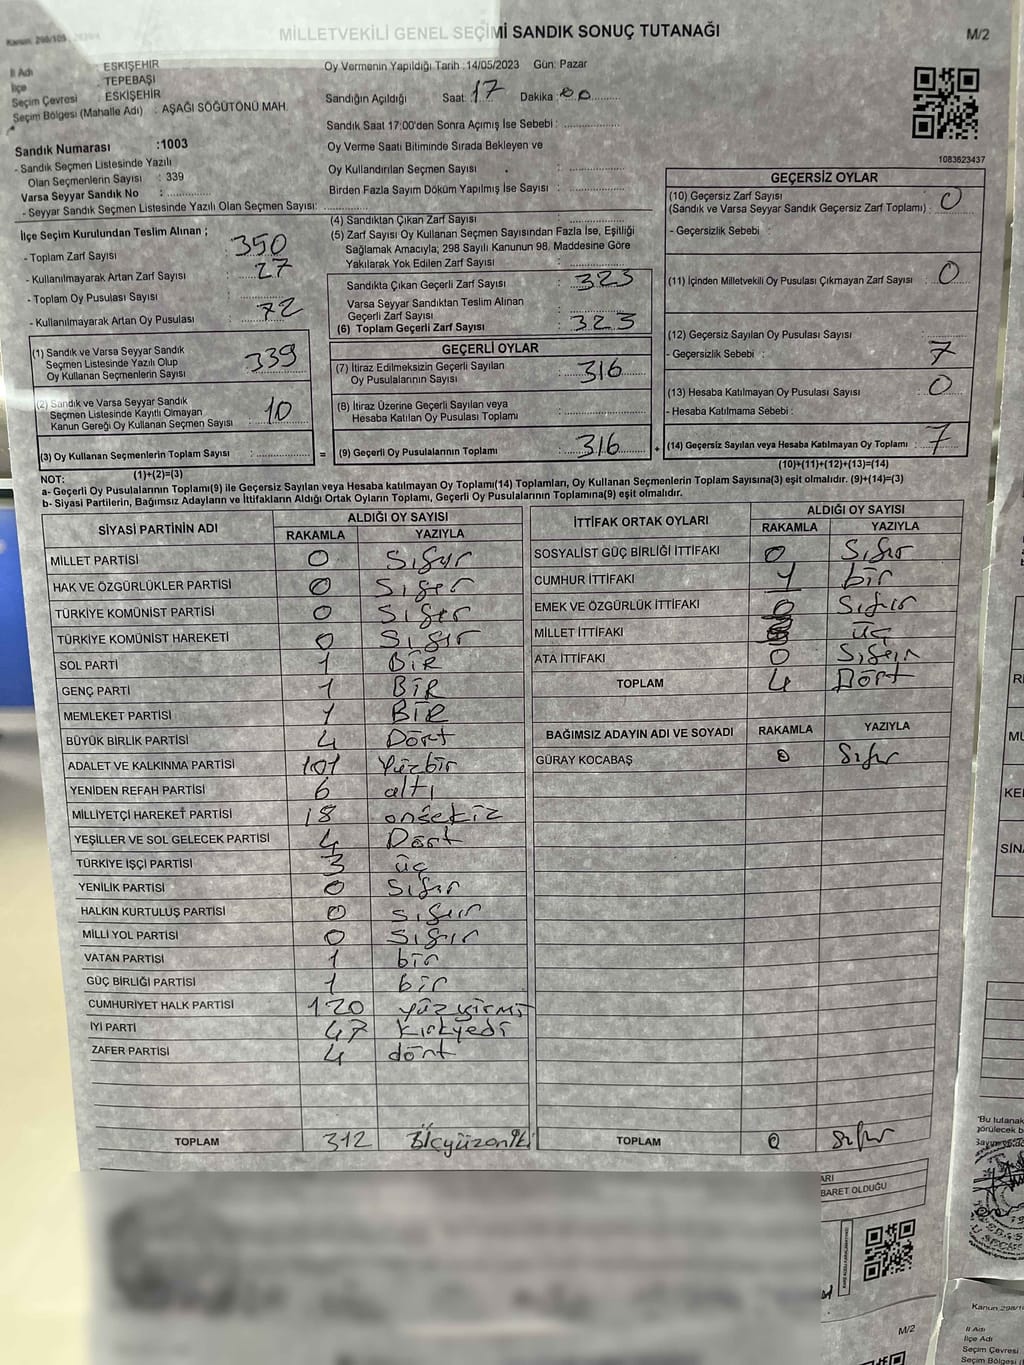 Kanun: 298/105
MİLLETVEKİLİ GENEL SEÇİMİ SANDIK SONUÇ TUTANAĞI
M/2
İl Adı : ESKİŞEHİR
İlçe : TEPEBAŞI
Seçim Çevresi : ESKİŞEHİR
Seçim Bölgesi (Mahalle Adı) : AŞAĞI SÖĞÜTÖNÜ MAH.
Sandık Numarası :1003
- Sandık Seçmen Listesinde Yazılı
Olan Seçmenlerin Sayısı : 339
Varsa Seyyar Sandık No :
- Seyyar Sandık Seçmen Listesinde Yazılı Olan Seçmen Sayısı:
Oy Vermenin Yapıldığı Tarih :14/05/2023 Gün: Pazar
Sandığın Açıldığı Saat: 17 Dakika : 00
Sandık Saat 17:00'den Sonra Açımış İse Sebebi :
Oy Verme Saati Bitiminde Sırada Bekleyen ve
Oy Kullandırılan Seçmen Sayısı
Birden Fazla Sayım Döküm Yapılmış İse Sayısı :
1083623437
İlçe Seçim Kurulundan Teslim Alınan ;
- Toplam Zarf Sayısı : 350
- Kullanılmayarak Artan Zarf Sayısı : 27
- Toplam Oy Pusulası Sayısı :
- Kullanılmayarak Artan Oy Pusulası : 72
(1) Sandık ve Varsa Seyyar Sandık
Seçmen Listesinde Yazılı Olup
Oy Kullanan Seçmenlerin Sayısı : 339
(2) Sandık ve Varsa Seyyar Sandık
Seçmen Listesinde Kayıtlı Olmayan
Kanun Gereği Oy Kullanan Seçmen Sayısı : 10
(3) Oy Kullanan Seçmenlerin Toplam Sayısı :
(1)+(2)=(3)
(4) Sandıktan Çıkan Zarf Sayısı :
(5) Zarf Sayısı Oy Kullanan Seçmen Sayısından Fazla İse, Eşitliği
Sağlamak Amacıyla; 298 Sayılı Kanunun 98. Maddesine Göre
Yakılarak Yok Edilen Zarf Sayısı :
Sandıkta Çıkan Geçerli Zarf Sayısı : 323
Varsa Seyyar Sandıktan Teslim Alınan
Geçerli Zarf Sayısı :
(6) Toplam Geçerli Zarf Sayısı : 323
GEÇERLİ OYLAR
(7) İtiraz Edilmeksizin Geçerli Sayılan
Oy Pusulalarının Sayısı : 316
(8) İtiraz Üzerine Geçerli Sayılan veya
Hesaba Katılan Oy Pusulası Toplamı :
= (9) Geçerli Oy Pusulalarının Toplamı : 316 +
GEÇERSİZ OYLAR
(10) Geçersiz Zarf Sayısı
(Sandık ve Varsa Seyyar Sandık Geçersiz Zarf Toplamı) : 0
- Geçersizlik Sebebi :
(11) İçinden Milletvekili Oy Pusulası Çıkmayan Zarf Sayısı : 0
(12) Geçersiz Sayılan Oy Pusulası Sayısı :
- Geçersizlik Sebebi : 7
(13) Hesaba Katılmayan Oy Pusulası Sayısı : 0
- Hesaba Katılmama Sebebi :
(14) Geçersiz Sayılan veya Hesaba Katılmayan Oy Toplamı : 7
(10)+(11)+(12)+(13)=(14)
NOT:
a- Geçerli Oy Pusulalarının Toplamı(9) ile Geçersiz Sayılan veya Hesaba katılmayan Oy Toplamı(14) Toplamları, Oy Kullanan Seçmenlerin Toplam Sayısına(3) eşit olmalıdır. (9)+(14)=(3)
b- Siyasi Partilerin, Bağımsız Adayların ve İttifakların Aldığı Ortak Oyların Toplamı, Geçerli Oy Pusulalarının Toplamına(9) eşit olmalıdır.
SİYASİ PARTİNİN ADI ALDIĞI OY SAYISI
RAKAMLA YAZIYLA
MİLLET PARTİSİ 0 Sıfır
HAK VE ÖZGÜRLÜKLER PARTİSİ 0 Sıfır
TÜRKİYE KOMÜNİST PARTİSİ 0 Sıfır
TÜRKİYE KOMÜNİST HAREKETİ 0 Sıfır
SOL PARTİ 1 BİR
GENÇ PARTİ 1 BİR
MEMLEKET PARTİSİ 1 BİR
BÜYÜK BİRLİK PARTİSİ 4 Dört
ADALET VE KALKINMA PARTİSİ 101 Yüzbir
YENİDEN REFAH PARTİSİ 6 altı
MİLLİYETÇİ HAREKET PARTİSİ 18 onsekiz
YEŞİLLER VE SOL GELECEK PARTİSİ 4 Dört
TÜRKİYE İŞÇİ PARTİSİ 3 üç
YENİLİK PARTİSİ 0 Sıfır
HALKIN KURTULUŞ PARTİSİ 0 sıfır
MİLLİ YOL PARTİSİ 0 sıfır
VATAN PARTİSİ 1 bir
GÜÇ BİRLİĞİ PARTİSİ 1 bir
CUMHURİYET HALK PARTİSİ 120 yüzyirmi
İYİ PARTİ 47 Kırkyedi
ZAFER PARTİSİ 4 dört
TOPLAM 312 Üçyüzoniki
İTTİFAK ORTAK OYLARI ALDIĞI OY SAYISI
RAKAMLA YAZIYLA
SOSYALİST GÜÇ BİRLİĞİ İTTİFAKI 0 Sıfır
CUMHUR İTTİFAKI 1 bir
EMEK VE ÖZGÜRLÜK İTTİFAKI 0 Sıfır
MİLLET İTTİFAKI 3 üç
ATA İTTİFAKI 0 Sıfır
TOPLAM 4 Dört
BAĞIMSIZ ADAYIN ADI VE SOYADI RAKAMLA YAZIYLA
GÜRAY KOCABAŞ 0 Sıfır
TOPLAM 0 sıfır
BARET OLDUĞU
M/2
"Bu tutanak
görülecek b
Kanun 298/1
İl Adı
İlçe Adı
Seçim Çevresi
Seçim Bölgesi